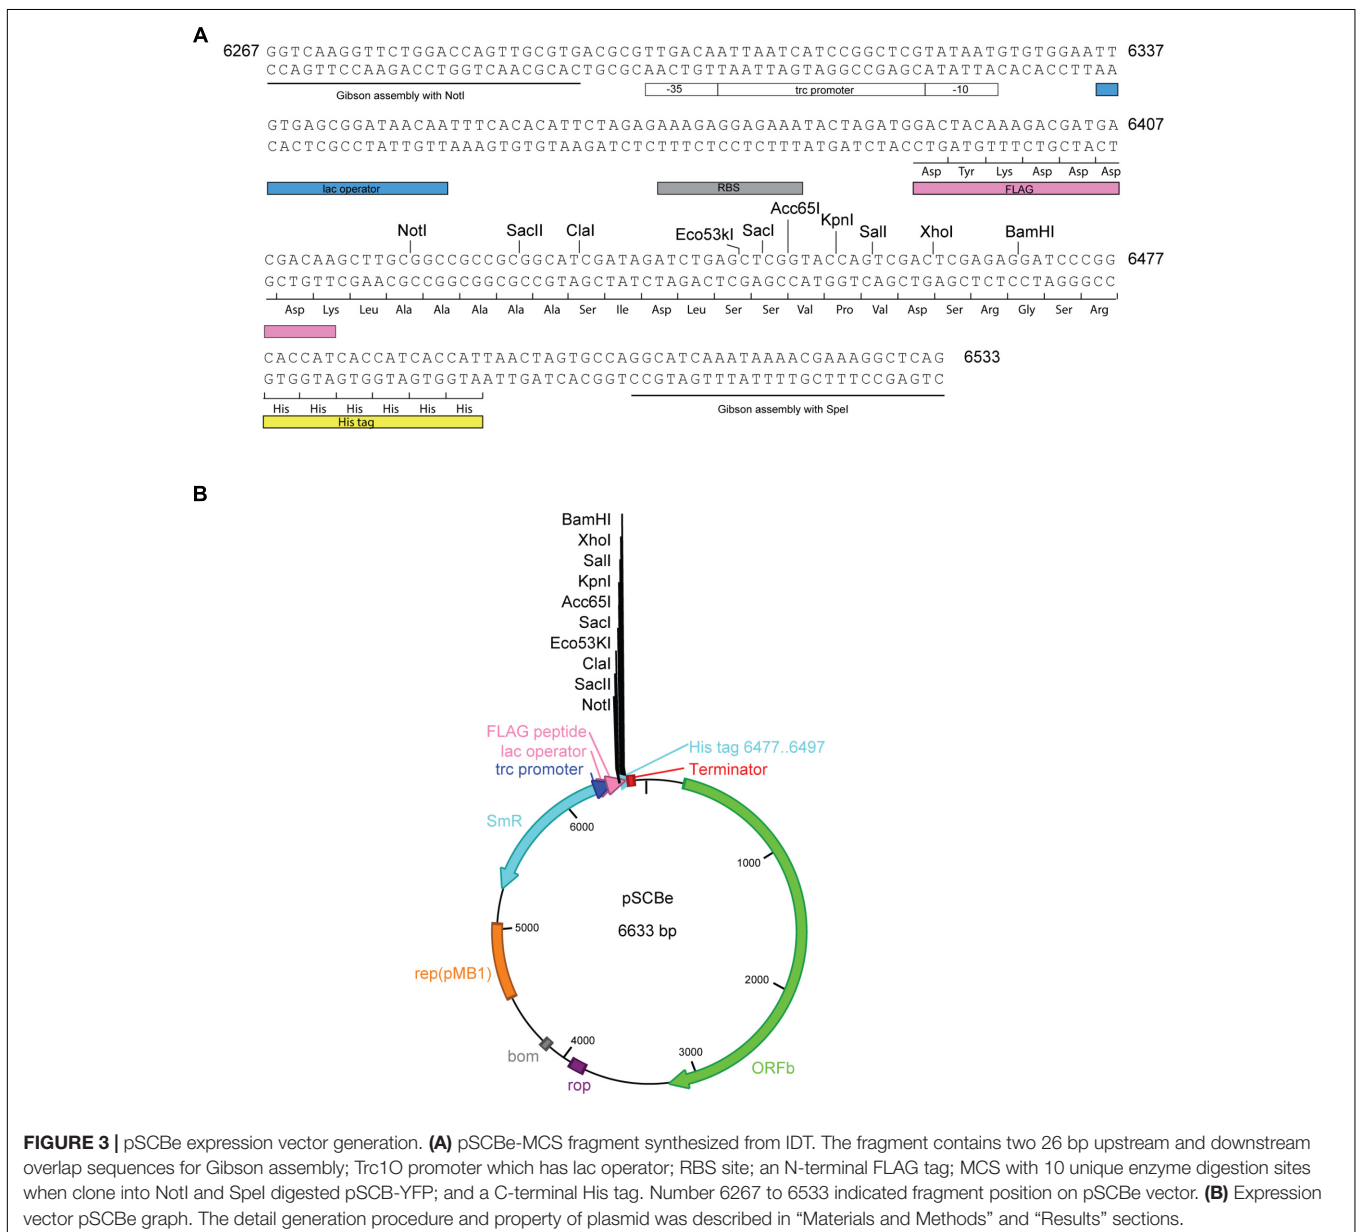 A
6267 GGTCAAGGTTCTGGACCAGTTGCGTGACGCGTTGACAATTAATCATCCGGCTCGTATAATGTGTGGAATT 6337
CCAGTTCCAAGACCTGGTCAACGCACTGCGCAACTGTTAATTAGTAGGCCGAGCATATTACACACCTTAA
Gibson assembly with NotI
-35 trc promoter -10
GTGAGCGGATAACAATTTCACACATTCTAGAGAAAGAGGAGAAATACTAGATGGACTACAAAGACGATGA 6407
CACTCGCCTATTGTTAAAGTGTGTAAGATCTCTTTCTCCTCTTTATGATCTACCTGATGTTTCTGCTACT
Asp Tyr Lys Asp Asp Asp
lac operator RBS FLAG
NotI SacII ClaI Eco53kI SacI Acc65I KpnI SalI XhoI BamHI
CGACAAGCTTGCGGCCGCCGCGGCATCGATAGATCTGAGCTCGGTACCAGTCGACTCGAGAGGATCCCGG 6477
GCTGTTCGAACGCCGGCGGCGCCGTAGCTATCTAGACTCGAGCCATGGTCAGCTGAGCTCTCCTAGGGCC
Asp Lys Leu Ala Ala Ala Ala Ala Ser Ile Asp Leu Ser Ser Val Pro Val Asp Ser Arg Gly Ser Arg
CACCATCACCATCACCATTAACTAGTGCCAGGCATCAAATAAAACGAAAGGCTCAG 6533
GTGGTAGTGGTAGTGGTAATTGATCACGGTCCGTAGTTTATTTTGCTTTCCGAGTC
His His His His His His
His tag
Gibson assembly with SpeI
B
BamHI
XhoI
SalI
KpnI
Acc65I
SacI
Eco53KI
ClaI
SacII
NotI
FLAG peptide
lac operator
trc promoter
His tag 6477..6497
Terminator
SmR
6000
1000
pSCBe
6633 bp
5000
rep(pMB1)
2000
bom
4000
rop
3000
ORFb
FIGURE 3 | pSCBe expression vector generation. (A) pSCBe-MCS fragment synthesized from IDT. The fragment contains two 26 bp upstream and downstream
overlap sequences for Gibson assembly; Trc1O promoter which has lac operator; RBS site; an N-terminal FLAG tag; MCS with 10 unique enzyme digestion sites
when clone into NotI and SpeI digested pSCB-YFP; and a C-terminal His tag. Number 6267 to 6533 indicated fragment position on pSCBe vector. (B) Expression
vector pSCBe graph. The detail generation procedure and property of plasmid was described in “Materials and Methods” and “Results” sections.